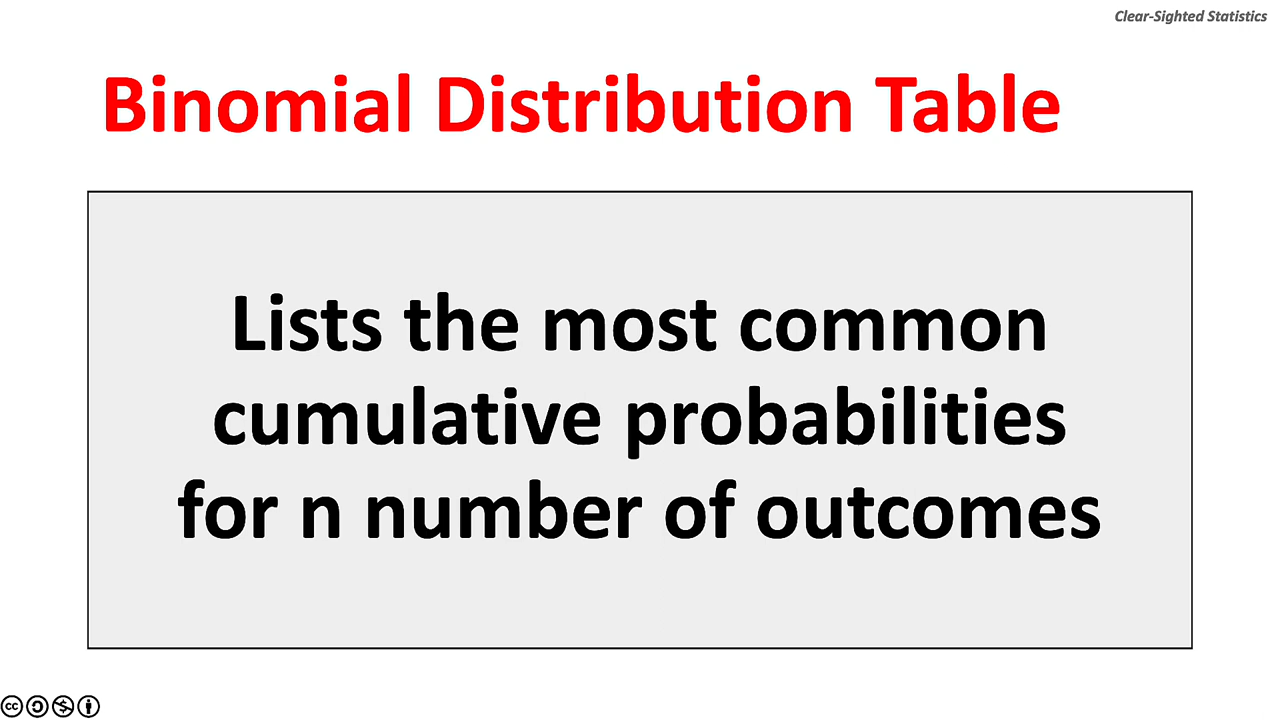 Clear-Sighted Statistics
Binomial Distribution Table
Lists the most common
cumulative probabilities
for n number of outcomes